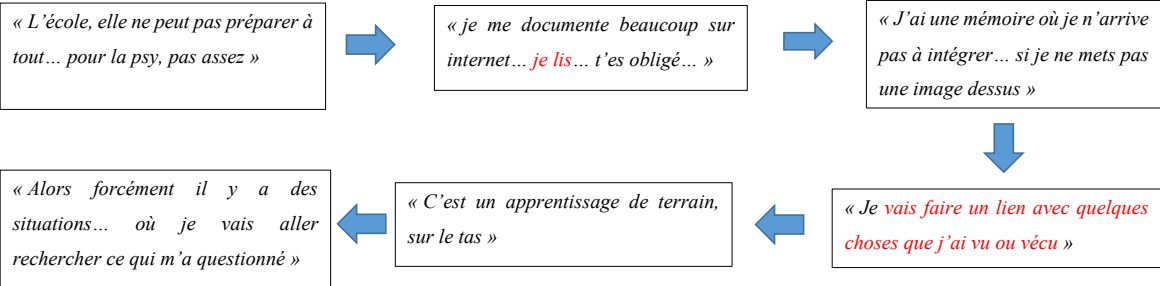 « L'école, elle ne peut pas préparer à
tout… pour la psy, pas assez »
« je me documente beaucoup sur
internet… je lis… t'es obligé… »
« J'ai une mémoire où je n'arrive
pas à intégrer… si je ne mets pas
une image dessus »
« Je vais faire un lien avec quelques
choses que j'ai vu ou vécu »
« C'est un apprentissage de terrain,
sur le tas »
« Alors forcément il y a des
situations… où je vais aller
rechercher ce qui m'a questionné »